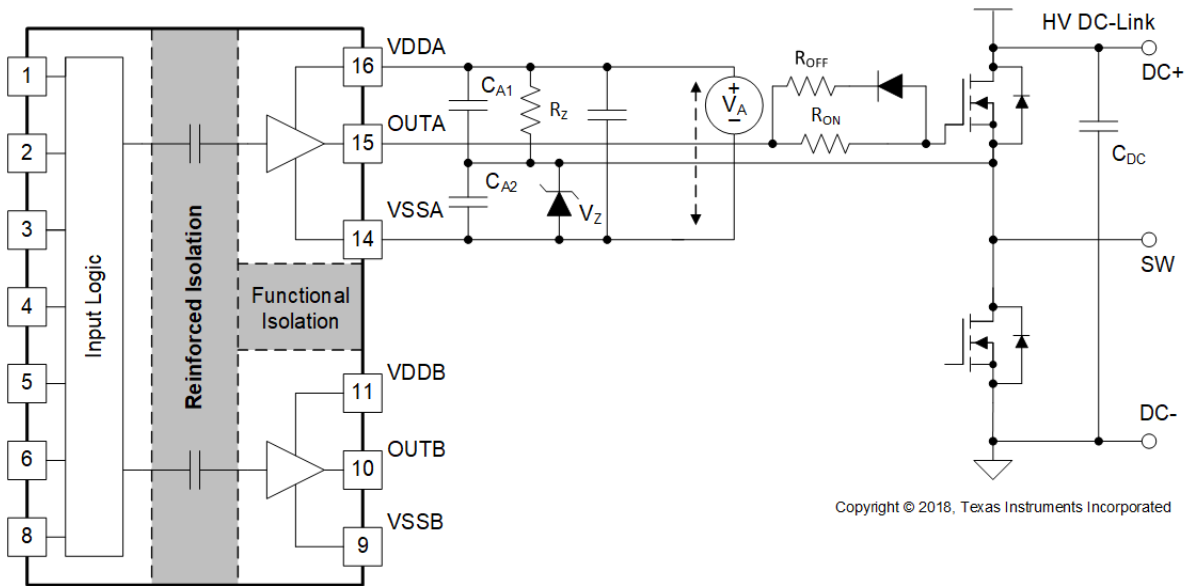 1
2
3
4
5
6
8
Input Logic
Reinforced Isolation
Functional
Isolation
16
15
14
11
10
9
VDDA
OUTA
VSSA
VDDB
OUTB
VSSB
CA1
RZ
CA2
VZ
+
VA
−
ROFF
RON
HV DC-Link
DC+
CDC
SW
DC-
Copyright © 2018, Texas Instruments Incorporated